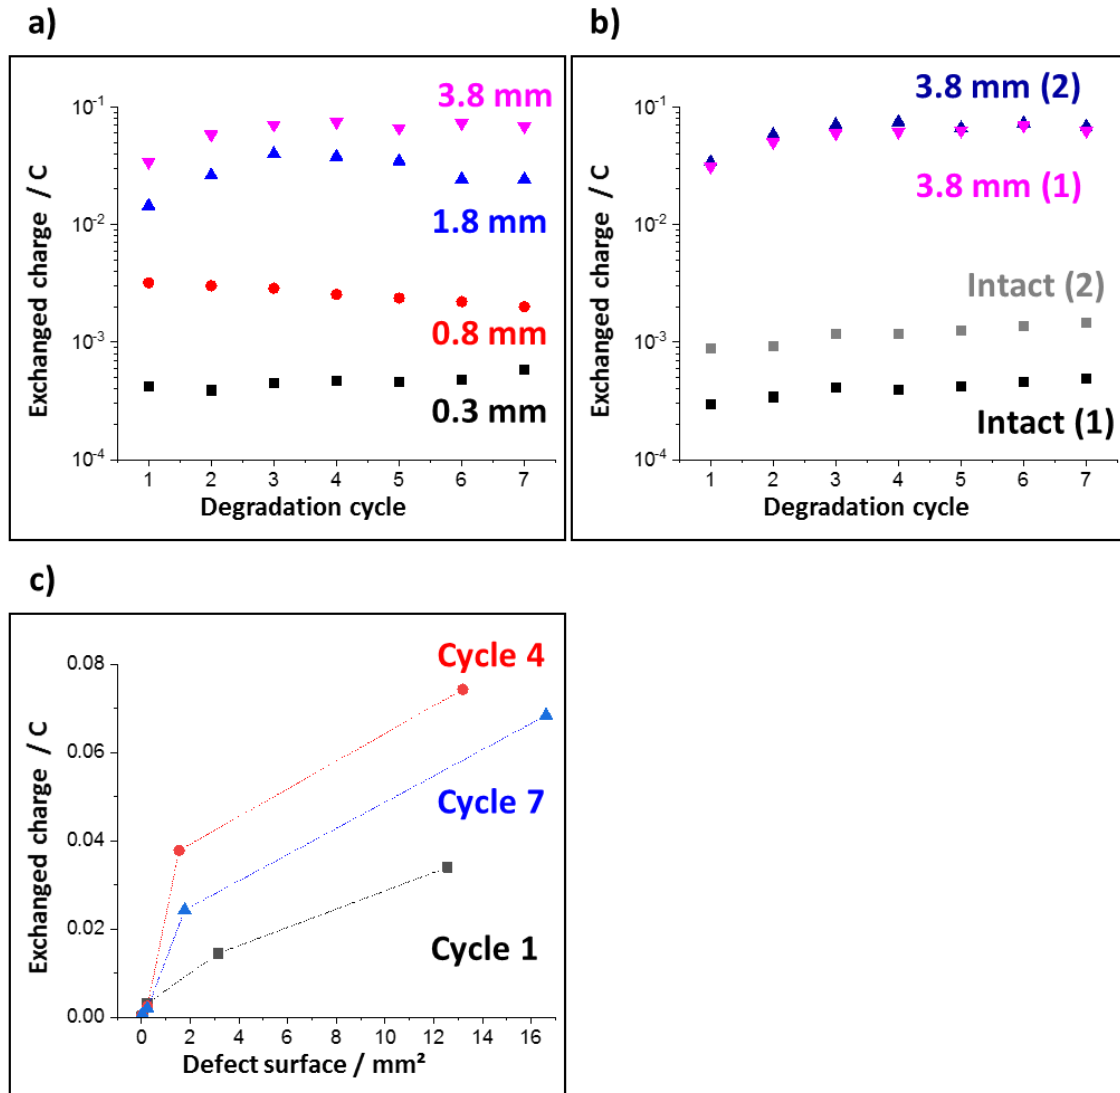 a)
3.8 mm
1.8 mm
0.8 mm
0.3 mm
10⁻¹
10⁻²
10⁻³
10⁻⁴
Exchanged charge / C
1 2 3 4 5 6 7
Degradation cycle
b)
3.8 mm (2)
3.8 mm (1)
Intact (2)
Intact (1)
10⁻¹
10⁻²
10⁻³
10⁻⁴
Exchanged charge / C
1 2 3 4 5 6 7
Degradation cycle
c)
Cycle 4
Cycle 7
Cycle 1
0.08
0.06
0.04
0.02
0.00
Exchanged charge / C
0 2 4 6 8 10 12 14 16
Defect surface / mm²